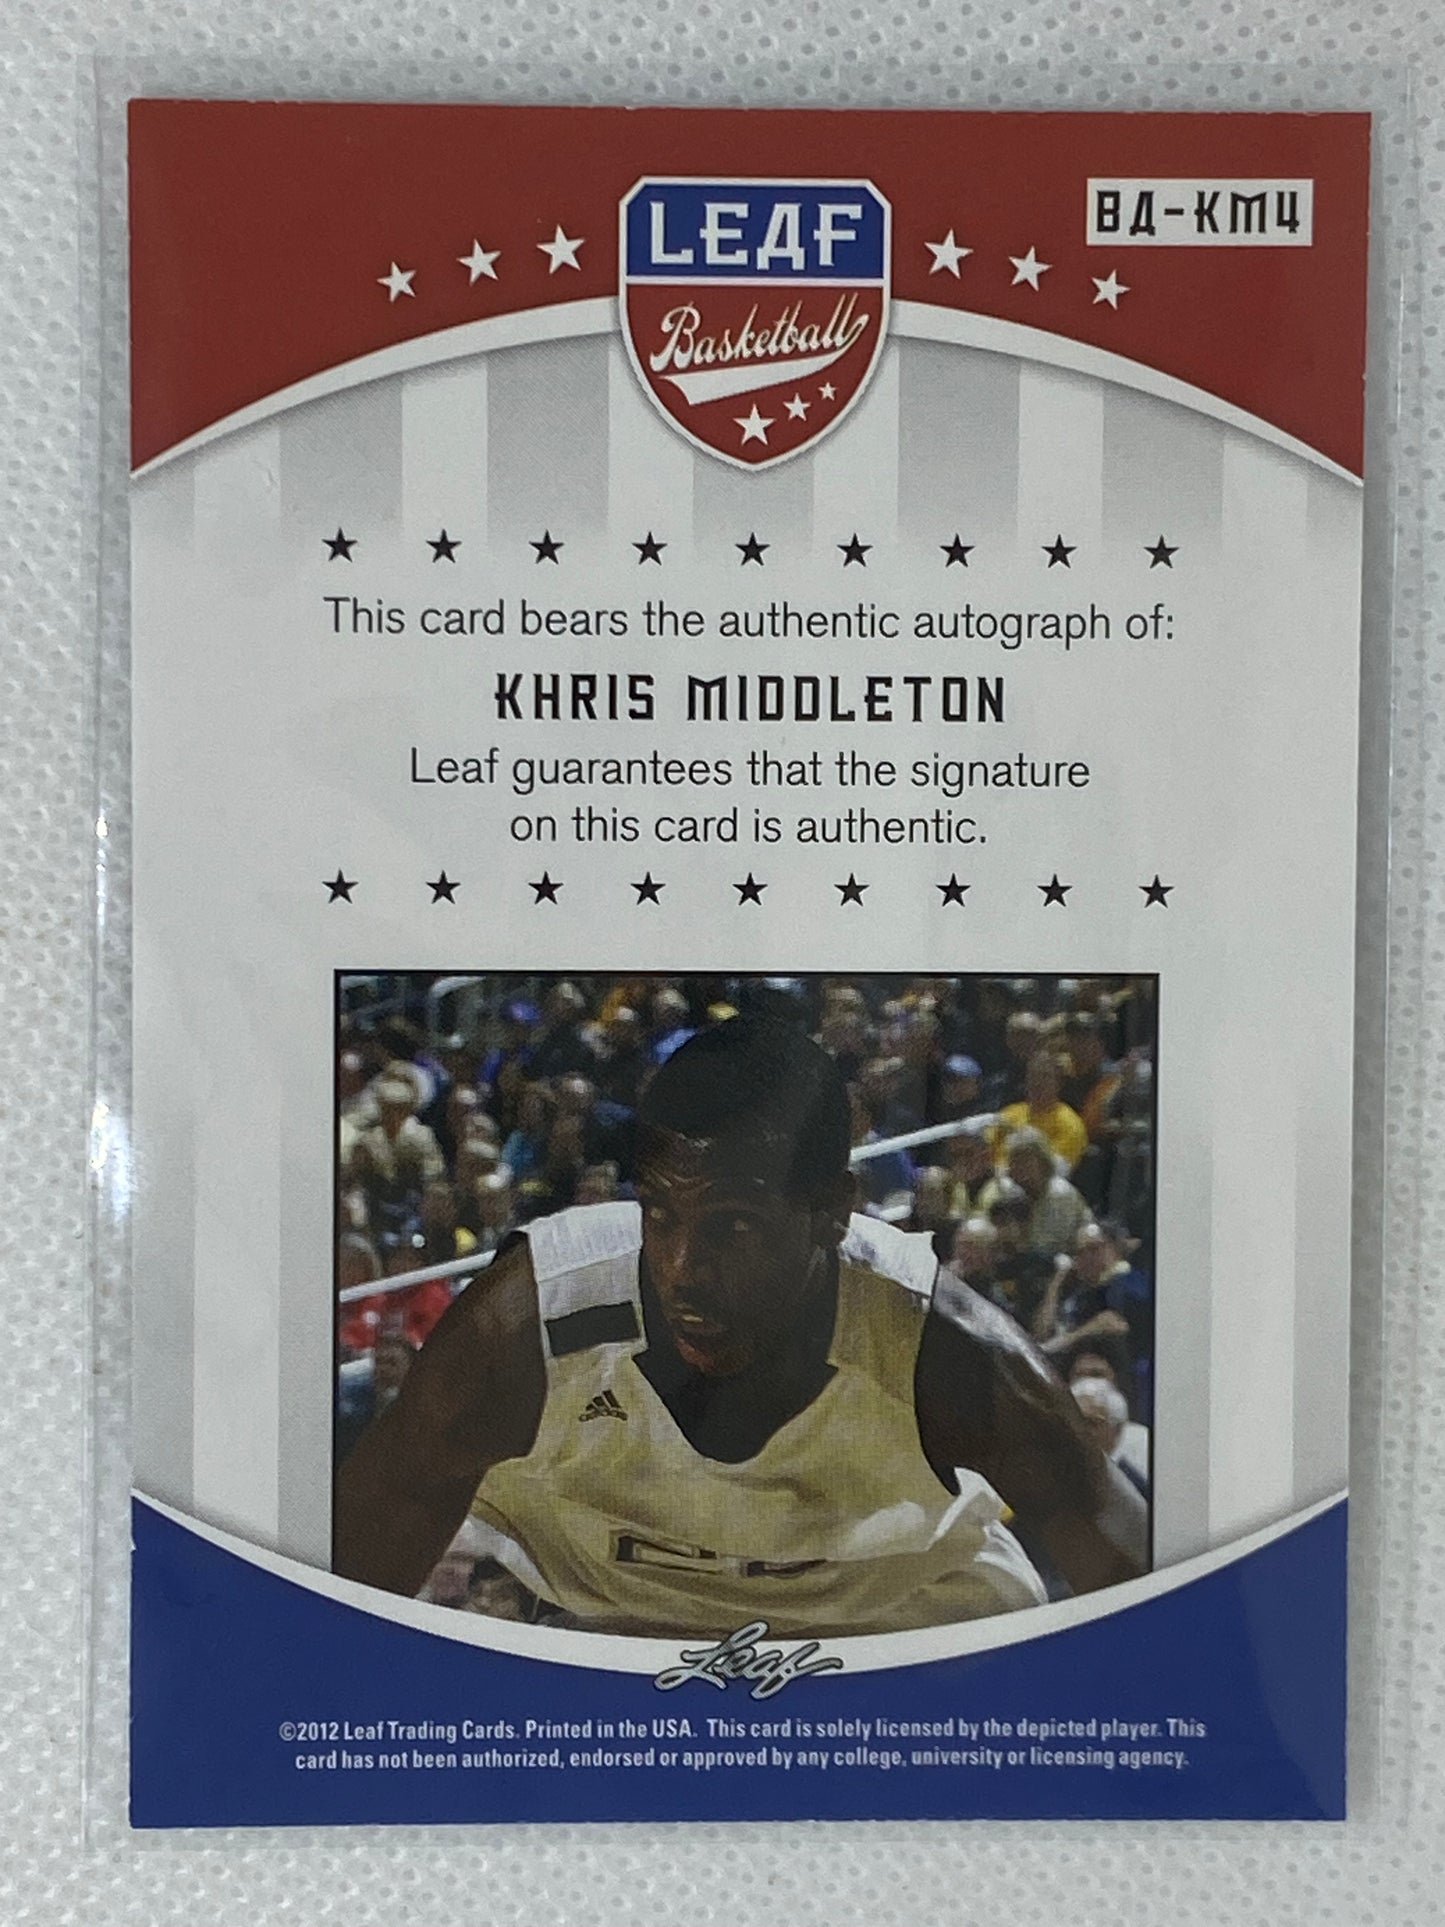 BA-KM4
LEAF
Basketball
This card bears the authentic autograph of:
KHRIS MIDDLETON
Leaf guarantees that the signature
on this card is authentic.
adidas
Leaf
©2012 Leaf Trading Cards. Printed in the USA. This card is solely licensed by the depicted player. This
card has not been authorized, endorsed or approved by any college, university or licensing agency.